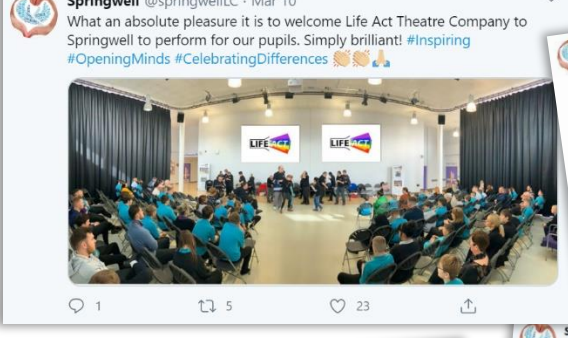 Springwell @springwellLC · Mar 10
What an absolute pleasure it is to welcome Life Act Theatre Company to
Springwell to perform for our pupils. Simply brilliant! #Inspiring
#OpeningMinds #CelebratingDifferences 👏👏🙏
LIFE ACT LIFE ACT
1 5 23